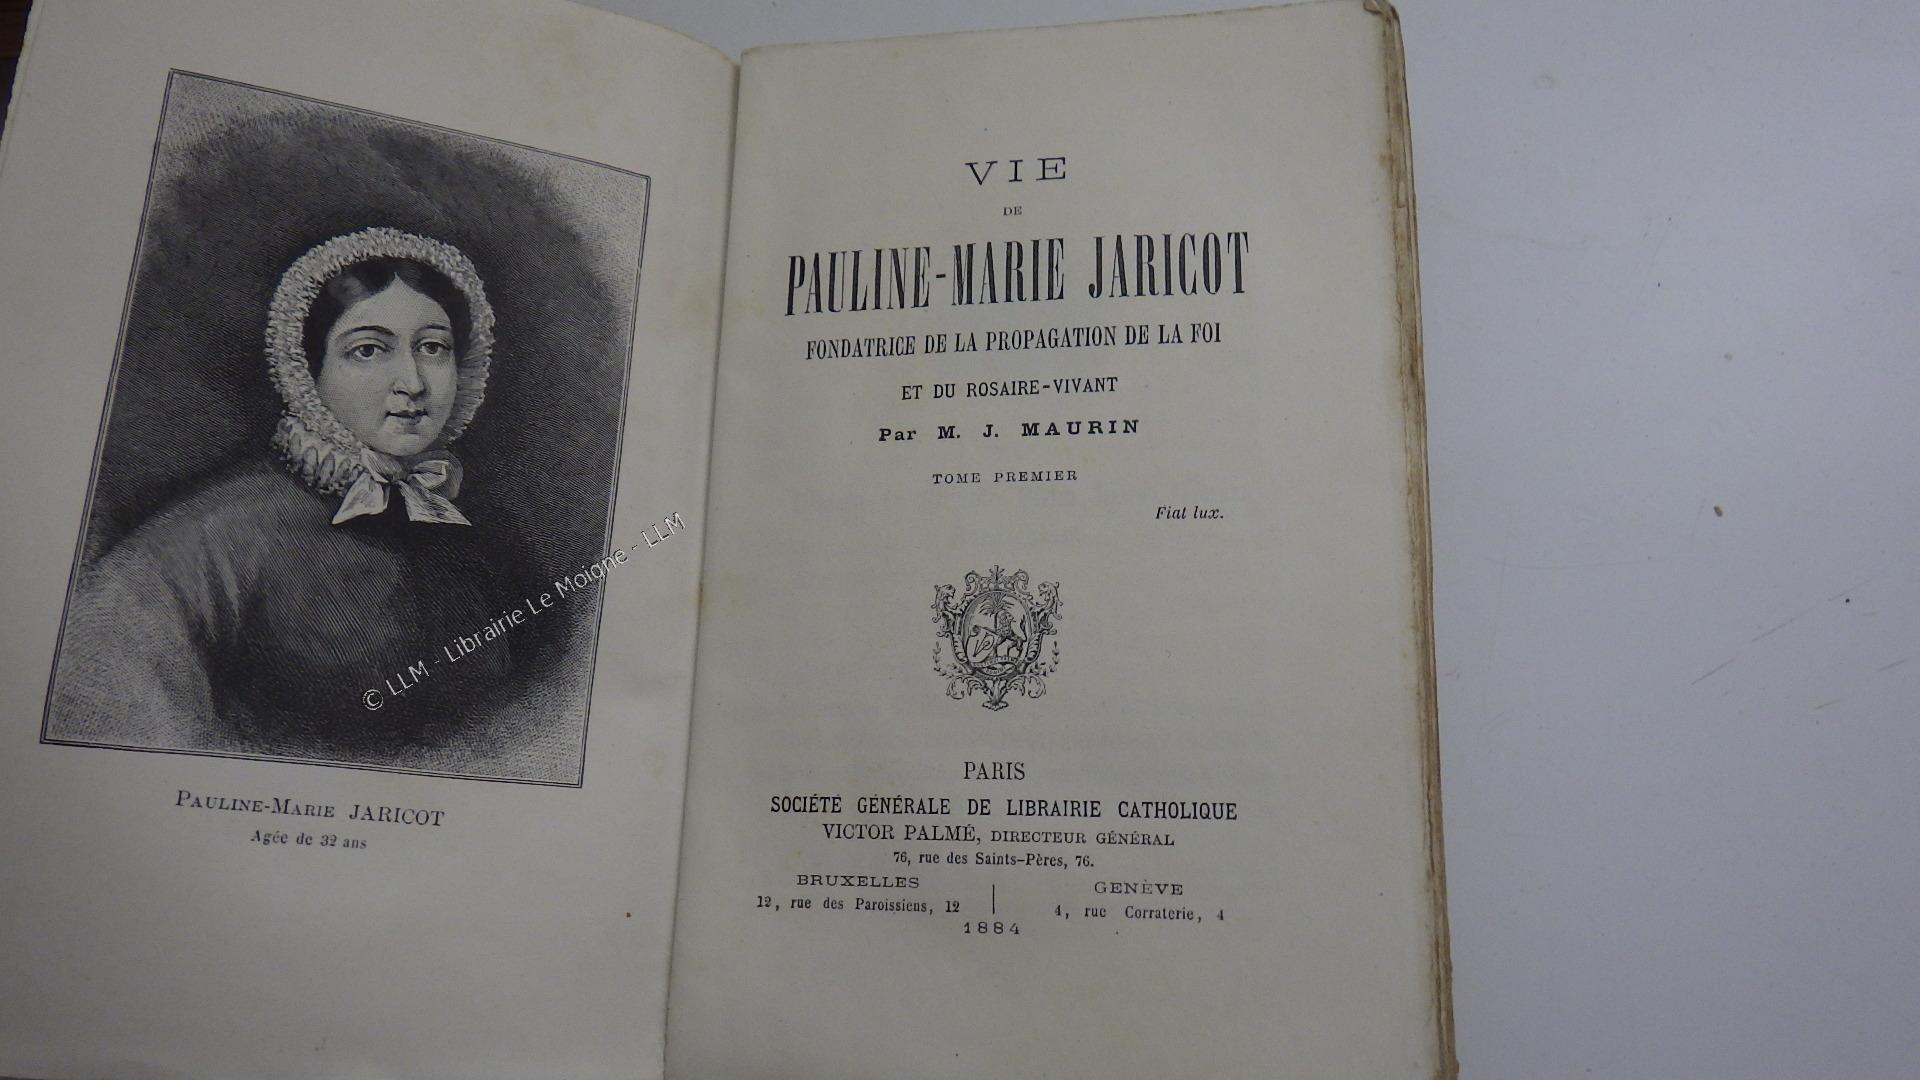 PAULINE-MARIE JARICOT
Agée de 32 ans
© LLM - Librairie Le Moigne - LLM
VIE
DE
PAULINE-MARIE JARICOT
FONDATRICE DE LA PROPAGATION DE LA FOI
ET DU ROSAIRE-VIVANT
Par M. J. MAURIN
TOME PREMIER
Fiat lux.
PARIS
SOCIÉTÉ GÉNÉRALE DE LIBRAIRIE CATHOLIQUE
VICTOR PALMÉ, DIRECTEUR GÉNÉRAL
76, rue des Saints-Pères, 76.
BRUXELLES
12, rue des Paroissiens, 12
GENÈVE
4, rue Corraterie, 4
1884